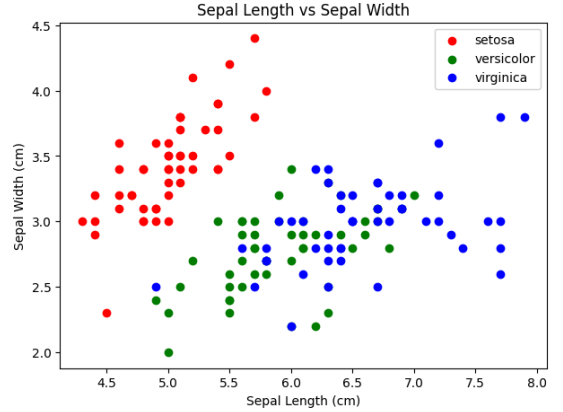 Sepal Length vs Sepal Width
4.5
4.0
3.5
3.0
2.5
2.0
Sepal Width (cm)
setosa
versicolor
virginica
4.5 5.0 5.5 6.0 6.5 7.0 7.5 8.0
Sepal Length (cm)